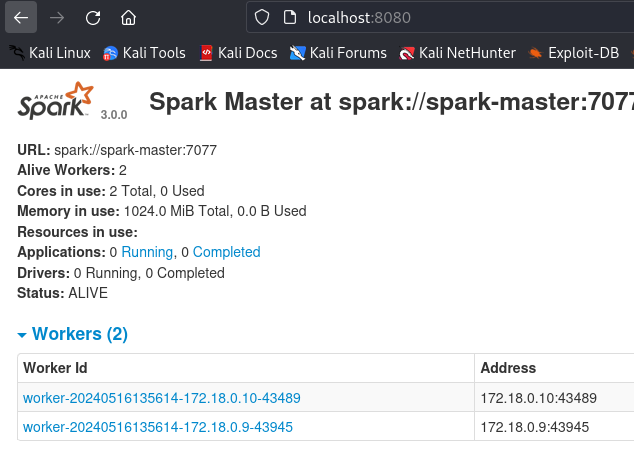 localhost:8080
Kali Linux Kali Tools Kali Docs Kali Forums Kali NetHunter Exploit-DB
APACHE Spark 3.0.0 Spark Master at spark://spark-master:7077
URL: spark://spark-master:7077
Alive Workers: 2
Cores in use: 2 Total, 0 Used
Memory in use: 1024.0 MiB Total, 0.0 B Used
Resources in use:
Applications: 0 Running, 0 Completed
Drivers: 0 Running, 0 Completed
Status: ALIVE
Workers (2)
Worker Id Address
worker-20240516135614-172.18.0.10-43489 172.18.0.10:43489
worker-20240516135614-172.18.0.9-43945 172.18.0.9:43945